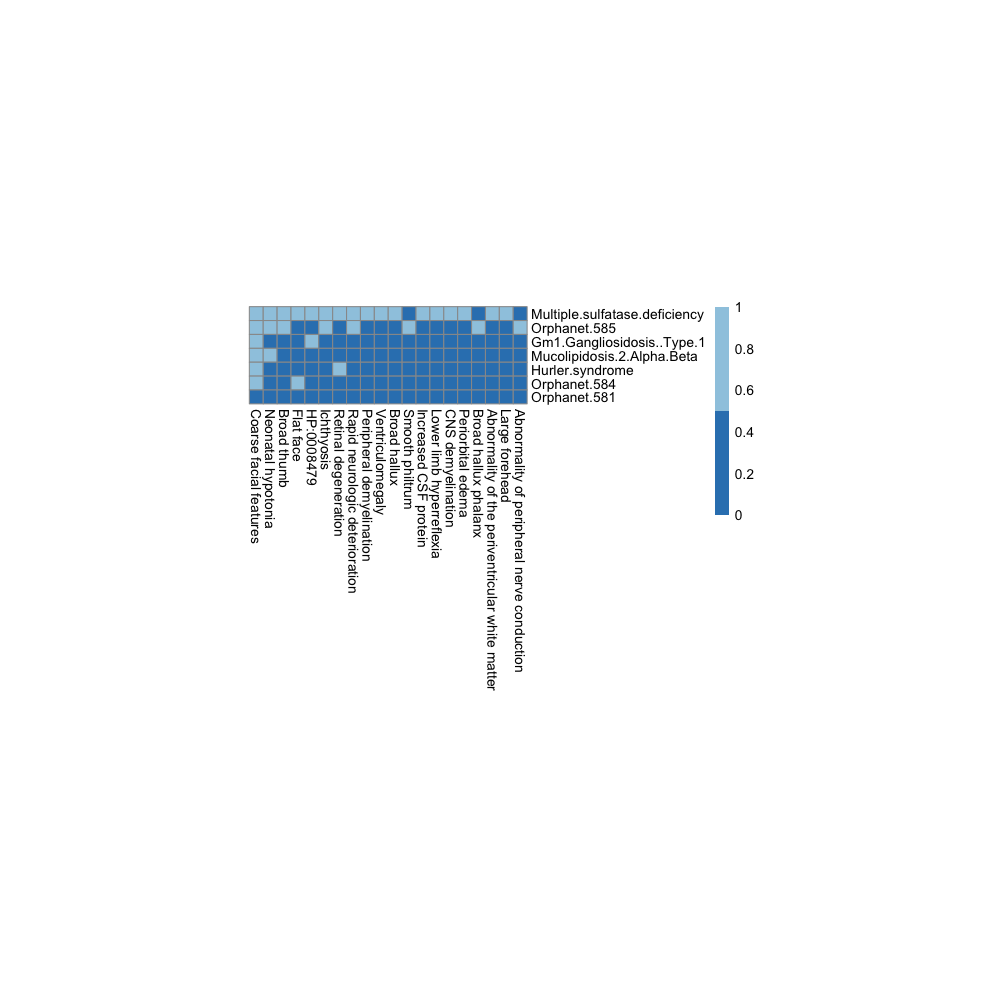 Multiple.sulfatase.deficiency
Orphanet.585
Gm1.Gangliosidosis..Type.1
Mucolipidosis.2.Alpha.Beta
Hurler.syndrome
Orphanet.584
Orphanet.581
1
0.8
0.6
0.4
0.2
0
Coarse facial features
Neonatal hypotonia
Broad thumb
Flat face
HP:0008479
Ichthyosis
Retinal degeneration
Rapid neurologic deterioration
Peripheral demyelination
Ventriculomegaly
Broad hallux
Smooth philtrum
Increased CSF protein
Lower limb hyperreflexia
CNS demyelination
Periorbital edema
Broad hallux phalanx
Abnormality of the periventricular white matter
Large forehead
Abnormality of peripheral nerve conduction